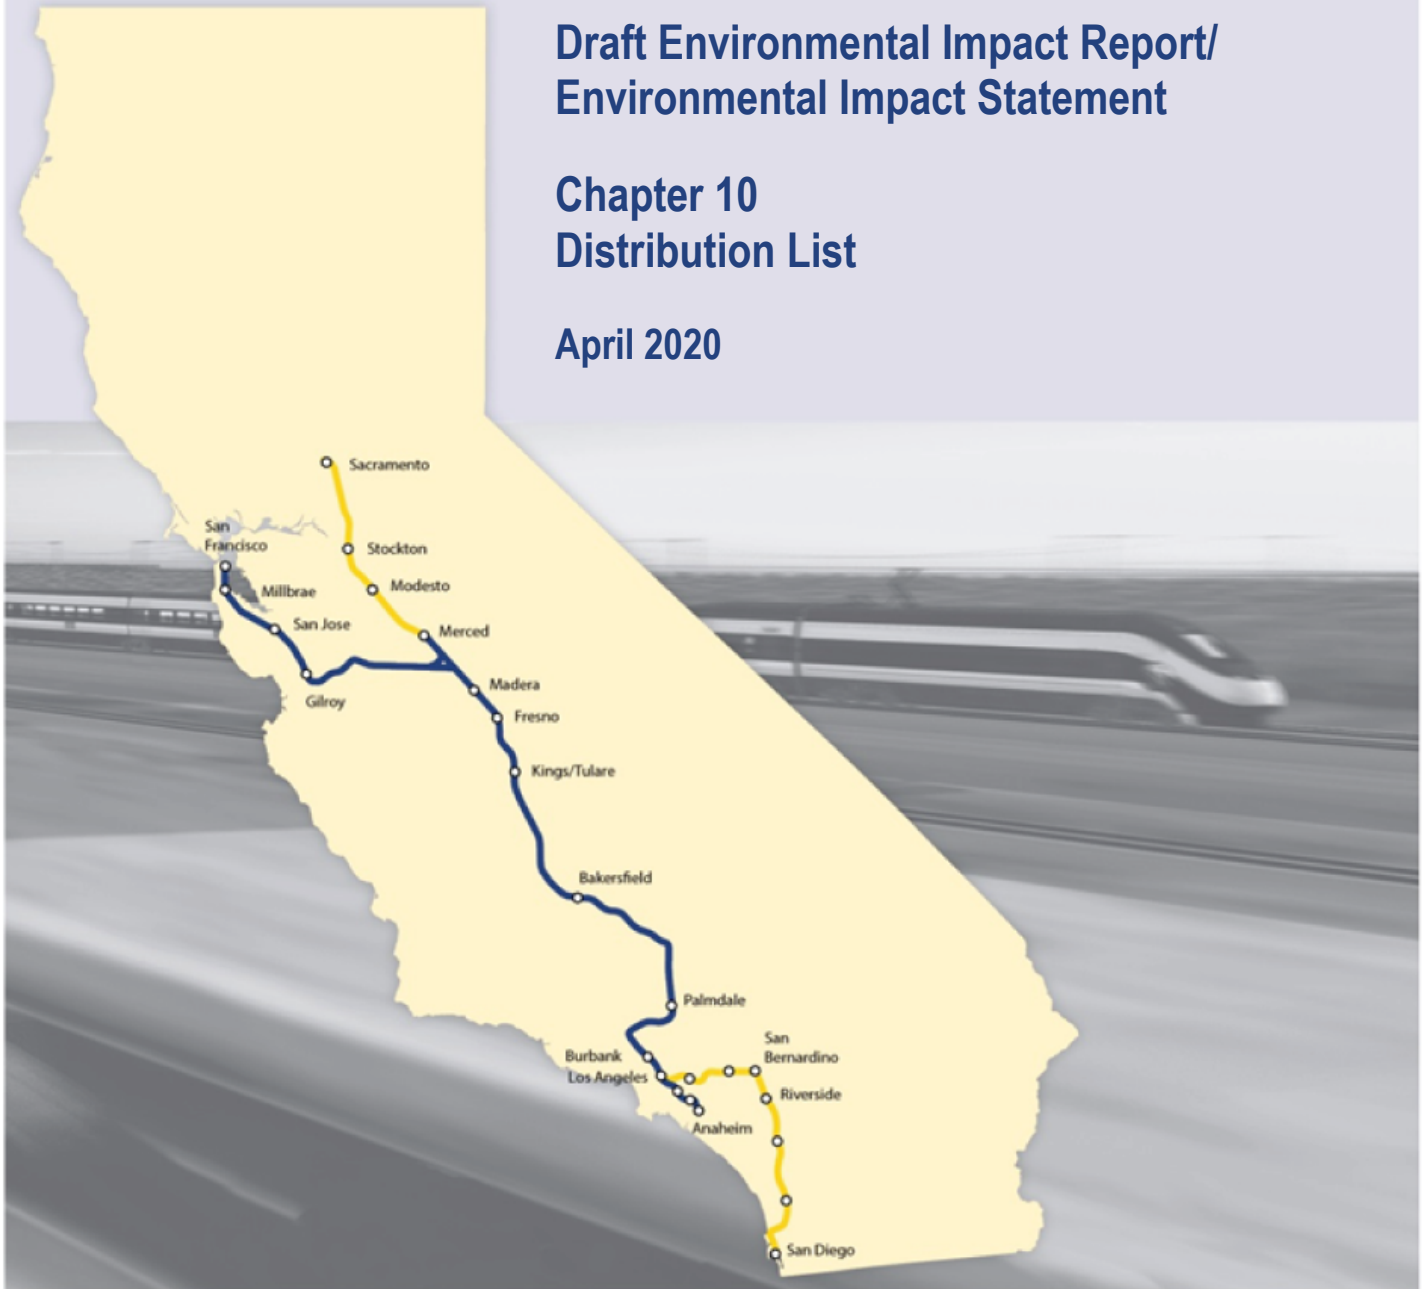 Draft Environmental Impact Report/
Environmental Impact Statement
Chapter 10
Distribution List
April 2020
Sacramento
San
Francisco
Stockton
Millbrae
Modesto
San Jose
Merced
Gilroy
Madera
Fresno
Kings/Tulare
Bakersfield
Palmdale
San
Bernardino
Burbank
Los Angeles
Riverside
Anaheim
San Diego